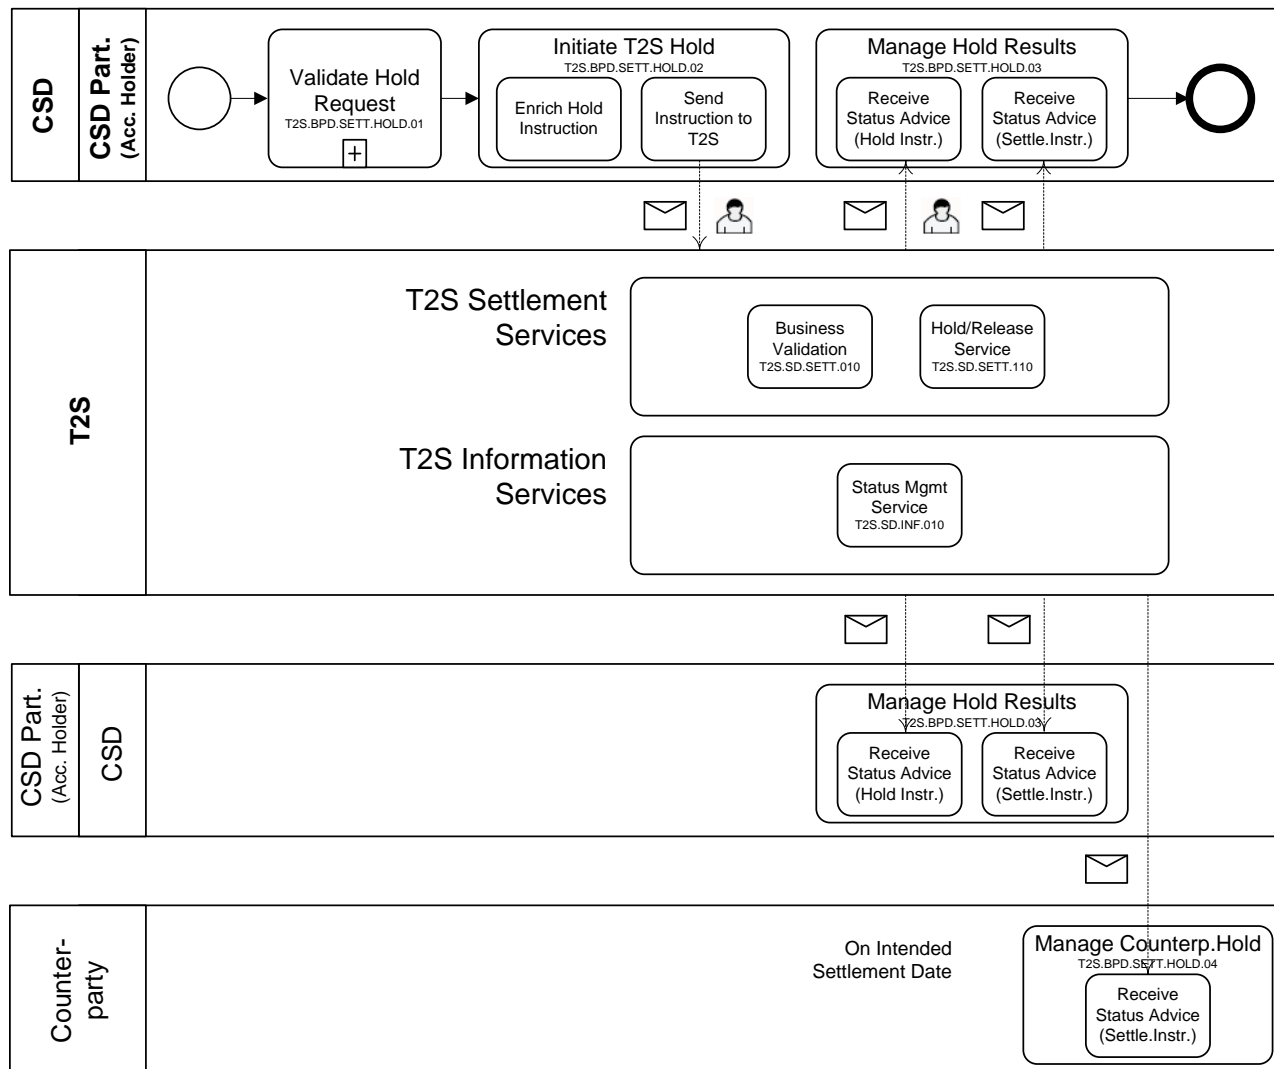 CSD
CSD Part.
(Acc. Holder)
Validate Hold
Request
T2S.BPD.SETT.HOLD.01
Initiate T2S Hold
T2S.BPD.SETT.HOLD.02
Enrich Hold
Instruction
Send
Instruction to
T2S
Manage Hold Results
T2S.BPD.SETT.HOLD.03
Receive
Status Advice
(Hold Instr.)
Receive
Status Advice
(Settle.Instr.)
T2S
T2S Settlement
Services
Business
Validation
T2S.SD.SETT.010
Hold/Release
Service
T2S.SD.SETT.110
T2S Information
Services
Status Mgmt
Service
T2S.SD.INF.010
CSD Part.
(Acc. Holder)
CSD
Manage Hold Results
T2S.BPD.SETT.HOLD.03
Receive
Status Advice
(Hold Instr.)
Receive
Status Advice
(Settle.Instr.)
Counter-
party
On Intended
Settlement Date
Manage Counterp.Hold
T2S.BPD.SETT.HOLD.04
Receive
Status Advice
(Settle.Instr.)